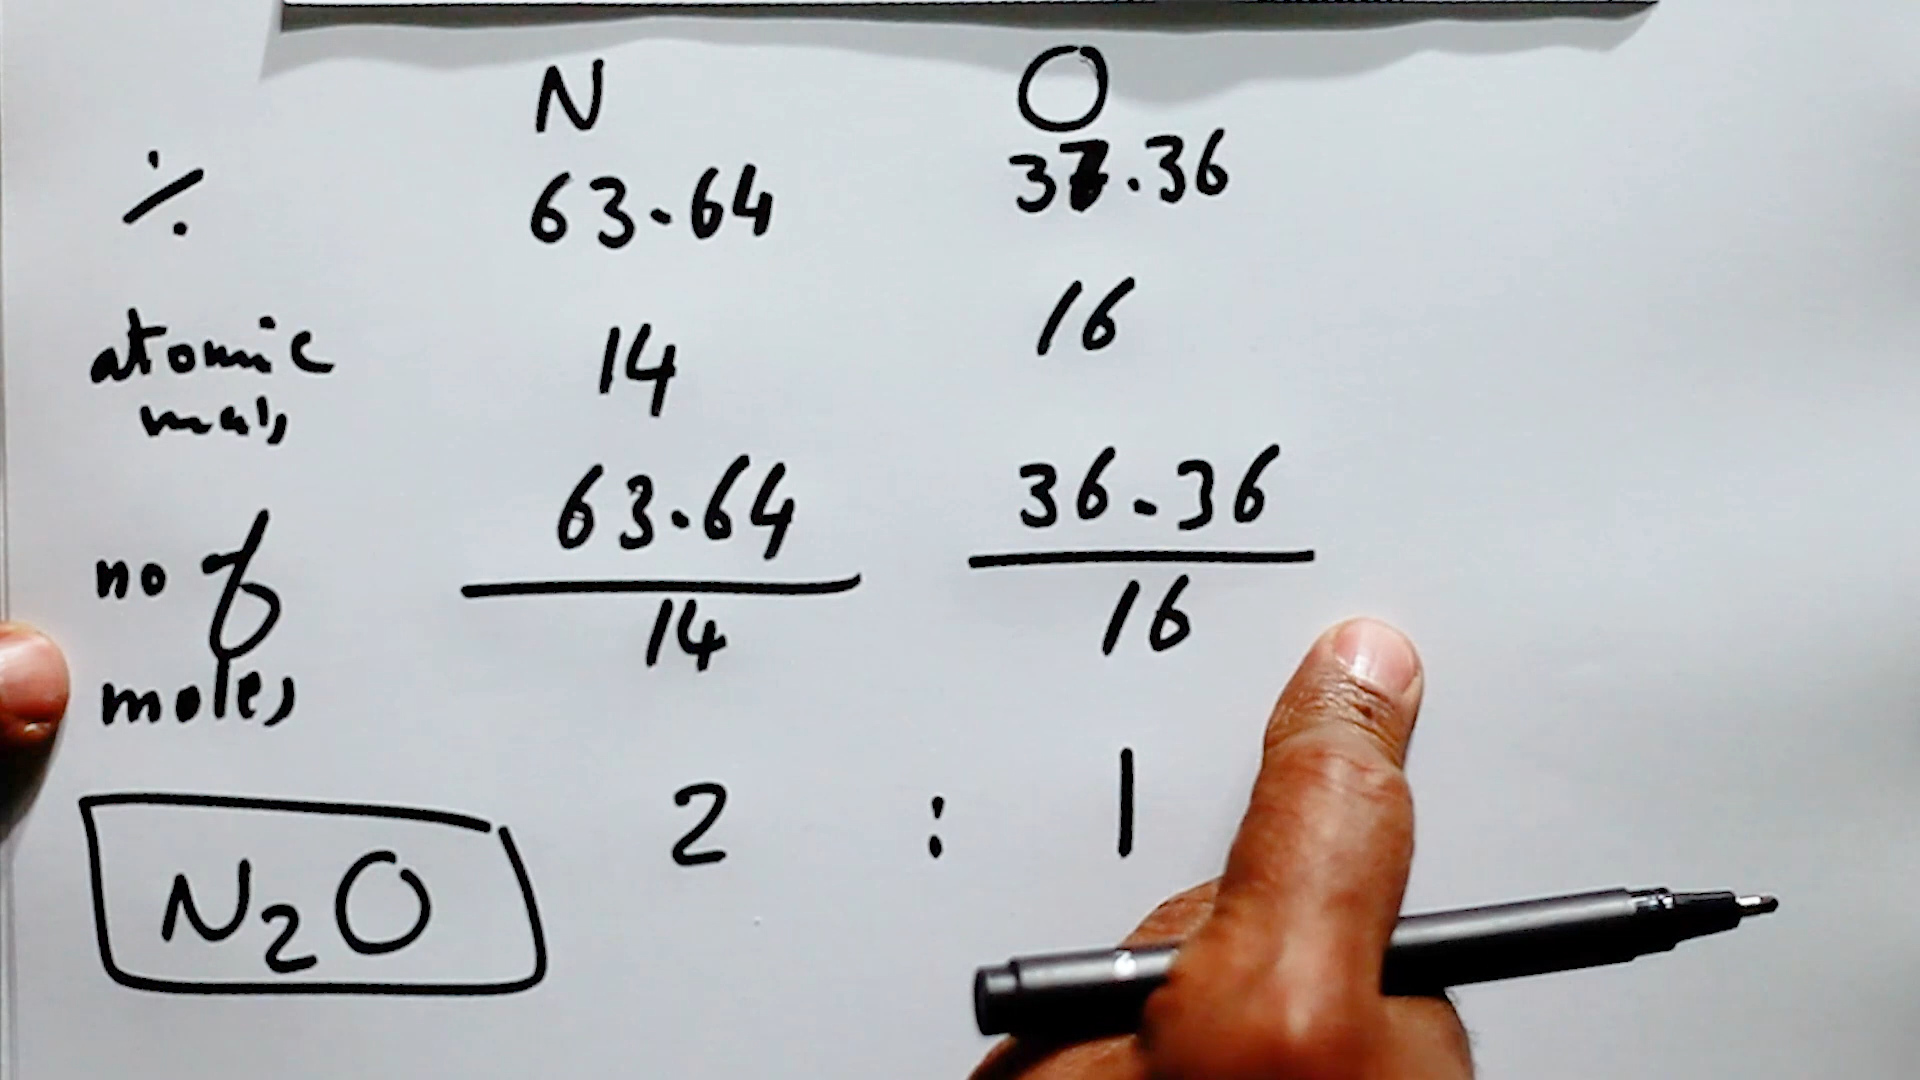 N O
% 63.64 37.36
atomic 14 16
mass
63.64 36.36
no of
14 16
moles
2 : 1
N2O